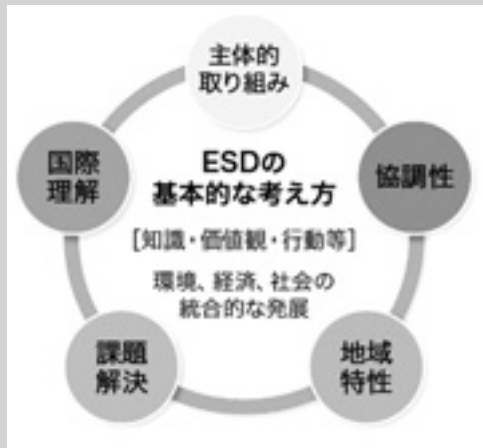 主体的
取り組み
国際
理解
ESDの
基本的な考え方
協調性
[知識・価値観・行動等]
環境、経済、社会の
統合的な発展
課題
解決
地域
特性